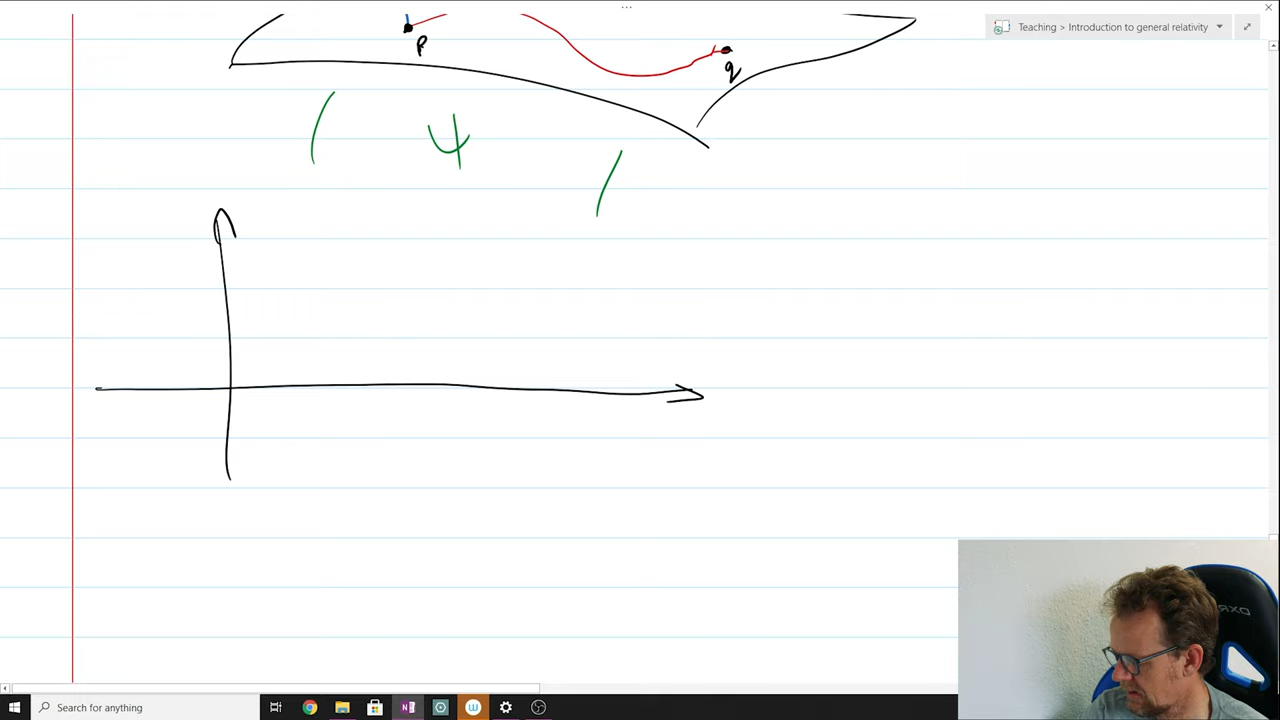 Teaching > Introduction to general relativity
p
q
ψ
Search for anything